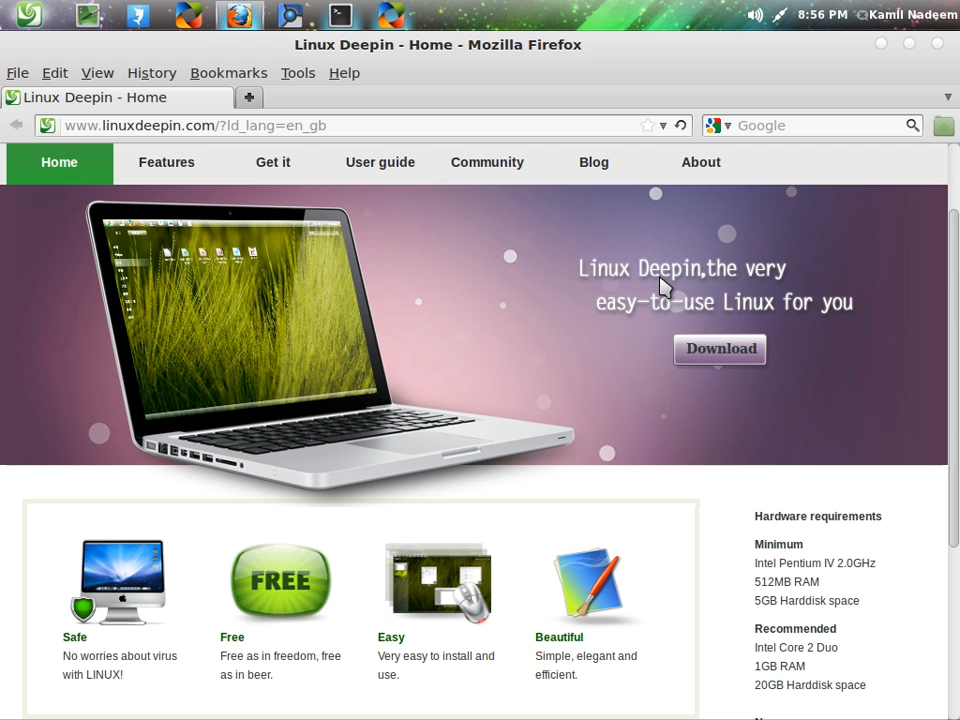 8:56 PM Kamil Nadeem
Linux Deepin - Home - Mozilla Firefox
File Edit View History Bookmarks Tools Help
Linux Deepin - Home
www.linuxdeepin.com/?ld_lang=en_gb
Google
Home Features Get it User guide Community Blog About
Linux Deepin,the very
easy-to-use Linux for you
Download
FREE
Safe
No worries about virus
with LINUX!
Free
Free as in freedom, free
as in beer.
Easy
Very easy to install and
use.
Beautiful
Simple, elegant and
efficient.
Hardware requirements
Minimum
Intel Pentium IV 2.0GHz
512MB RAM
5GB Harddisk space
Recommended
Intel Core 2 Duo
1GB RAM
20GB Harddisk space